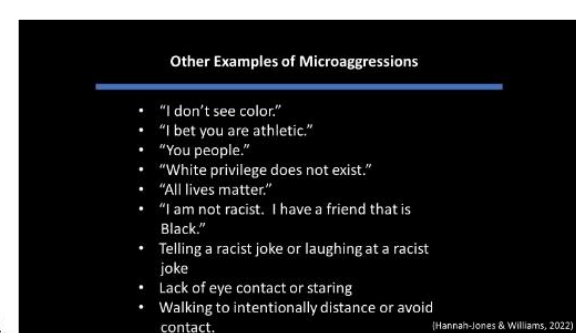 Other Examples of Microaggressions
• “I don’t see color.”
• “I bet you are athletic.”
• “You people.”
• “White privilege does not exist.”
• “All lives matter.”
• “I am not racist.  I have a friend that is
Black.”
• Telling a racist joke or laughing at a racist
joke
• Lack of eye contact or staring
• Walking to intentionally distance or avoid
contact.
(Hannah-Jones & Williams, 2022)